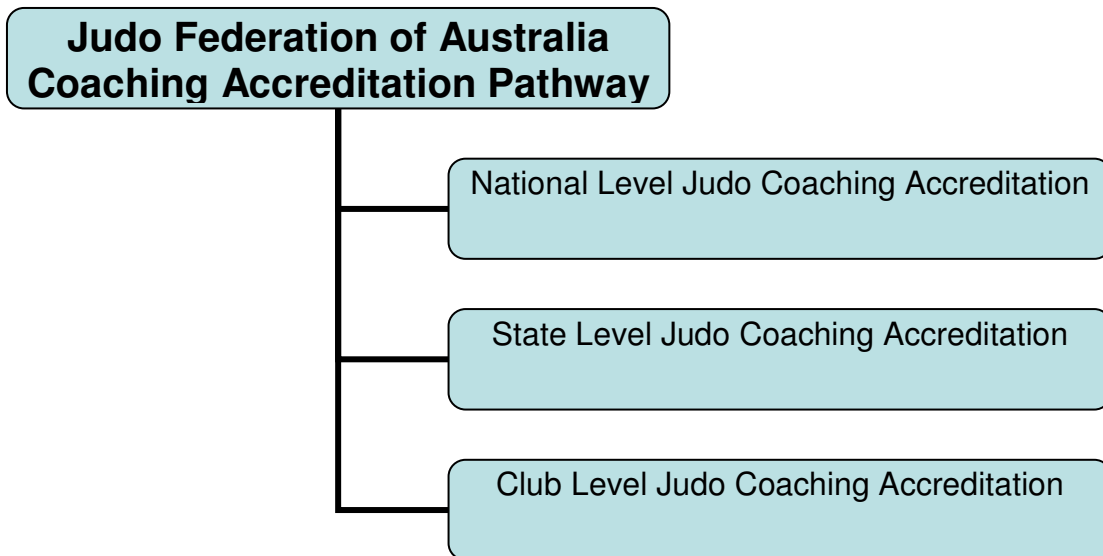 Judo Federation of Australia
Coaching Accreditation Pathway
National Level Judo Coaching Accreditation
State Level Judo Coaching Accreditation
Club Level Judo Coaching Accreditation